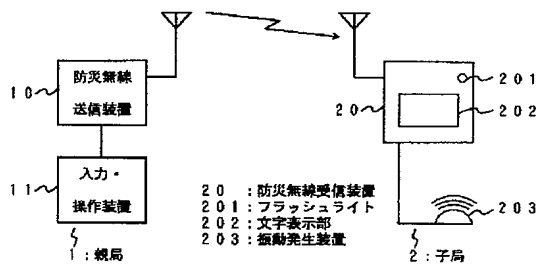 防災無線
送信装置
10
入力・
操作装置
11
1：親局
20
201
202
203
2：子局
20 ：防災無線受信装置
201：フラッシュライト
202：文字表示部
203：振動発生装置